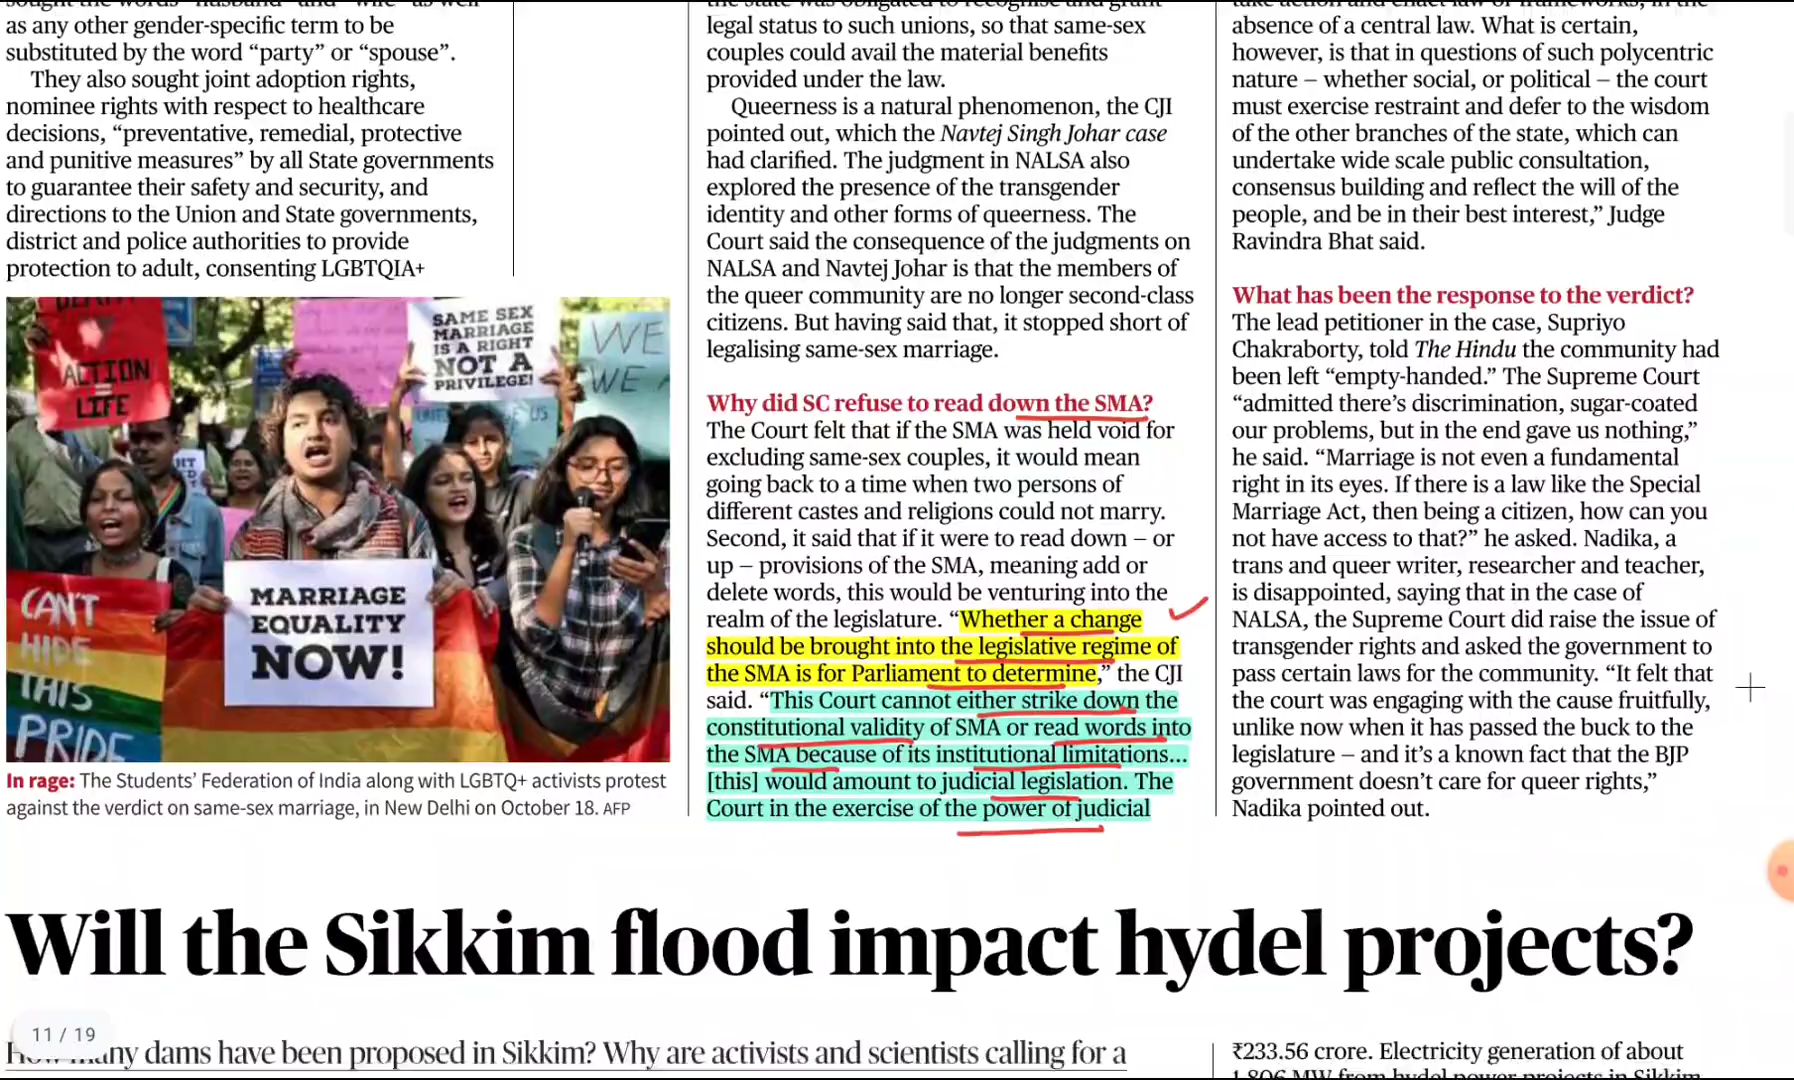 as any other gender-specific term to be
substituted by the word “party” or “spouse”.
They also sought joint adoption rights,
nominee rights with respect to healthcare
decisions, “preventative, remedial, protective
and punitive measures” by all State governments
to guarantee their safety and security, and
directions to the Union and State governments,
district and police authorities to provide
protection to adult, consenting LGBTQIA+
ACTION
=
LIFE
SAME SEX
MARRIAGE
IS A RIGHT
NOT A
PRIVILEGE!
WE
WE
MARRIAGE
EQUALITY
NOW!
CAN'T
HIDE
THIS
PRIDE
In rage: The Students’ Federation of India along with LGBTQ+ activists protest
against the verdict on same-sex marriage, in New Delhi on October 18. AFP
legal status to such unions, so that same-sex
couples could avail the material benefits
provided under the law.
Queerness is a natural phenomenon, the CJI
pointed out, which the Navtej Singh Johar case
had clarified. The judgment in NALSA also
explored the presence of the transgender
identity and other forms of queerness. The
Court said the consequence of the judgments on
NALSA and Navtej Johar is that the members of
the queer community are no longer second-class
citizens. But having said that, it stopped short of
legalising same-sex marriage.
Why did SC refuse to read down the SMA?
The Court felt that if the SMA was held void for
excluding same-sex couples, it would mean
going back to a time when two persons of
different castes and religions could not marry.
Second, it said that if it were to read down – or
up – provisions of the SMA, meaning add or
delete words, this would be venturing into the
realm of the legislature. “Whether a change
should be brought into the legislative regime of
the SMA is for Parliament to determine,” the CJI
said. “This Court cannot either strike down the
constitutional validity of SMA or read words into
the SMA because of its institutional limitations...
[this] would amount to judicial legislation. The
Court in the exercise of the power of judicial
absence of a central law. What is certain,
however, is that in questions of such polycentric
nature – whether social, or political – the court
must exercise restraint and defer to the wisdom
of the other branches of the state, which can
undertake wide scale public consultation,
consensus building and reflect the will of the
people, and be in their best interest,” Judge
Ravindra Bhat said.
What has been the response to the verdict?
The lead petitioner in the case, Supriyo
Chakraborty, told The Hindu the community had
been left “empty-handed.” The Supreme Court
“admitted there’s discrimination, sugar-coated
our problems, but in the end gave us nothing,”
he said. “Marriage is not even a fundamental
right in its eyes. If there is a law like the Special
Marriage Act, then being a citizen, how can you
not have access to that?” he asked. Nadika, a
trans and queer writer, researcher and teacher,
is disappointed, saying that in the case of
NALSA, the Supreme Court did raise the issue of
transgender rights and asked the government to
pass certain laws for the community. “It felt that
the court was engaging with the cause fruitfully,
unlike now when it has passed the buck to the
legislature – and it’s a known fact that the BJP
government doesn’t care for queer rights,”
Nadika pointed out.
Will the Sikkim flood impact hydel projects?
11 / 19
How many dams have been proposed in Sikkim? Why are activists and scientists calling for a
₹233.56 crore. Electricity generation of about
1,806 MW from hydel power projects in Sikkim